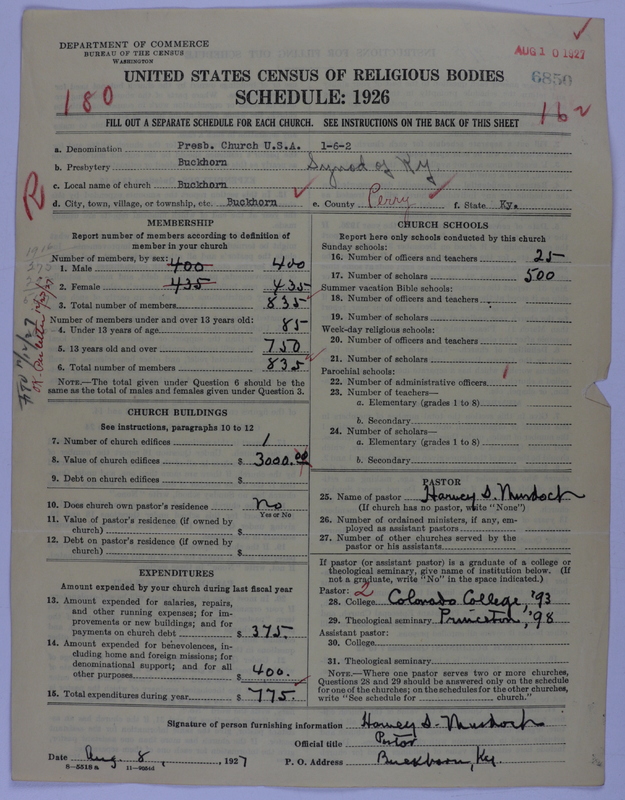 DEPARTMENT OF COMMERCE
BUREAU OF THE CENSUS
WASHINGTON
AUG 10 1927
6850
UNITED STATES CENSUS OF RELIGIOUS BODIES
SCHEDULE: 1926
180
162
FILL OUT A SEPARATE SCHEDULE FOR EACH CHURCH. SEE INSTRUCTIONS ON THE BACK OF THIS SHEET
a. Denomination Presb. Church U.S.A. 1-6-2
b. Presbytery Buckhorn Synod of Ky
c. Local name of church Buckhorn
d. City, town, village, or township, etc. Buckhorn e. County Perry f. State Ky.
R
MEMBERSHIP
Report number of members according to definition of
member in your church
Number of members, by sex:
1. Male 400 400
2. Female 435 435
3. Total number of members 835
Number of members under and over 13 years old:
4. Under 13 years of age 85
5. 13 years old and over 750
6. Total number of members 835
NOTE.—The total given under Question 6 should be the
same as the total of males and females given under Question 3.
CHURCH BUILDINGS
See instructions, paragraphs 10 to 12
7. Number of church edifices 1
8. Value of church edifices $ 3000.00
9. Debt on church edifices $
10. Does church own pastor's residence No
Yes or No
11. Value of pastor's residence (if owned by
church) $
12. Debt on pastor's residence (if owned by
church) $
EXPENDITURES
Amount expended by your church during last fiscal year
13. Amount expended for salaries, repairs,
and other running expenses; for im-
provements or new buildings; and for
payments on church debt $ 375.
14. Amount expended for benevolences, in-
cluding home and foreign missions; for
denominational support; and for all
other purposes $ 400.
15. Total expenditures during year $ 775.
CHURCH SCHOOLS
Report here only schools conducted by this church
Sunday schools:
16. Number of officers and teachers 25
17. Number of scholars 500
Summer vacation Bible schools:
18. Number of officers and teachers
19. Number of scholars
Week-day religious schools:
20. Number of officers and teachers
21. Number of scholars
Parochial schools:
22. Number of administrative officers
23. Number of teachers—
a. Elementary (grades 1 to 8)
b. Secondary
24. Number of scholars—
a. Elementary (grades 1 to 8)
b. Secondary
PASTOR
25. Name of pastor Harvey S. Murdoch
(If church has no pastor, write "None")
26. Number of ordained ministers, if any, em-
ployed as assistant pastors
27. Number of other churches served by the
pastor or his assistants
If pastor (or assistant pastor) is a graduate of a college or
theological seminary, give name of institution below. (If
not a graduate, write "No" in the space indicated.)
Pastor: 2
28. College Colorado College, '93
29. Theological seminary Princeton, '98
Assistant pastor:
30. College
31. Theological seminary
NOTE.—Where one pastor serves two or more churches,
Questions 28 and 29 should be answered only on the schedule
for one of the churches; on the schedules for the other churches,
write "See schedule for church."
Signature of person furnishing information Harvey S. Murdoch
Official title Pastor
Date Aug. 8, 1927 P. O. Address Buckhorn, Ky.
8—5518a